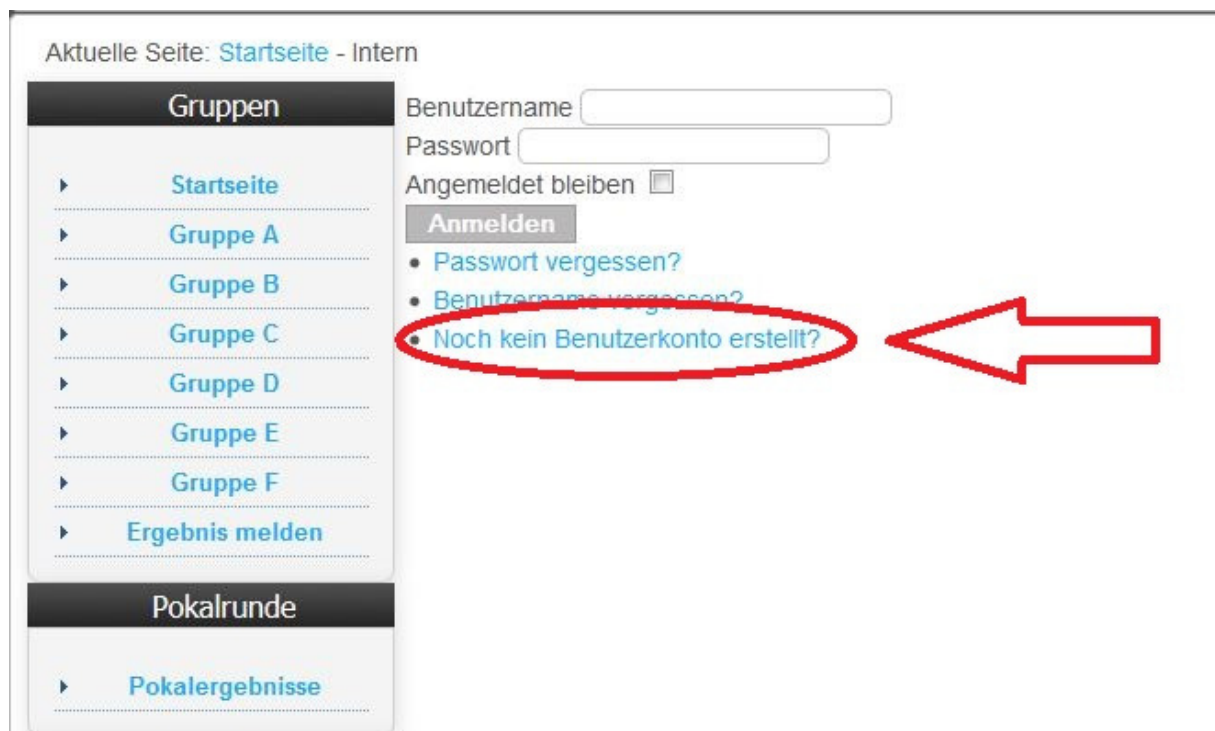 Aktuelle Seite: Startseite - Intern
Gruppen
Startseite
Gruppe A
Gruppe B
Gruppe C
Gruppe D
Gruppe E
Gruppe F
Ergebnis melden
Pokalrunde
Pokalergebnisse
Benutzername
Passwort
Angemeldet bleiben
Anmelden
Passwort vergessen?
Benutzername vergessen?
Noch kein Benutzerkonto erstellt?